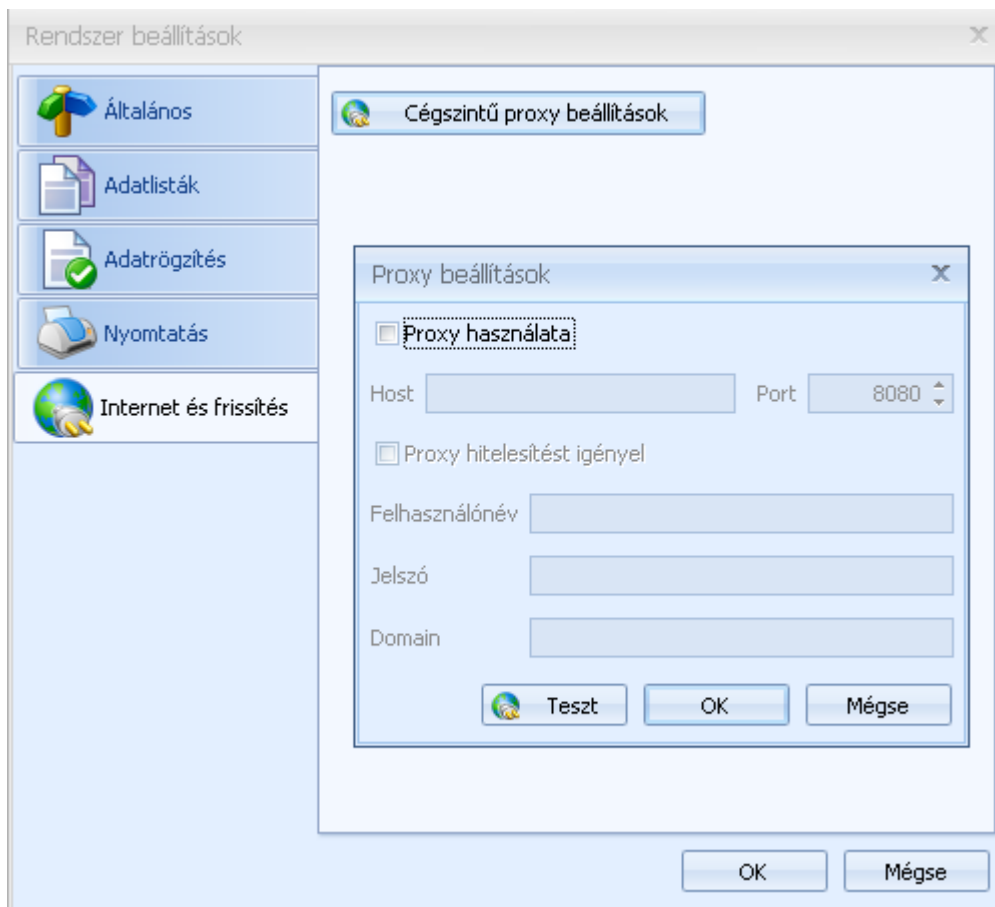 Rendszer beállítások
Általános
Adatlisták
Adatrögzítés
Nyomtatás
Internet és frissítés
Cégszintű proxy beállítások
Proxy beállítások
Proxy használata
Host
Port 8080
Proxy hitelesítést igényel
Felhasználónév
Jelszó
Domain
Teszt OK Mégse
OK Mégse